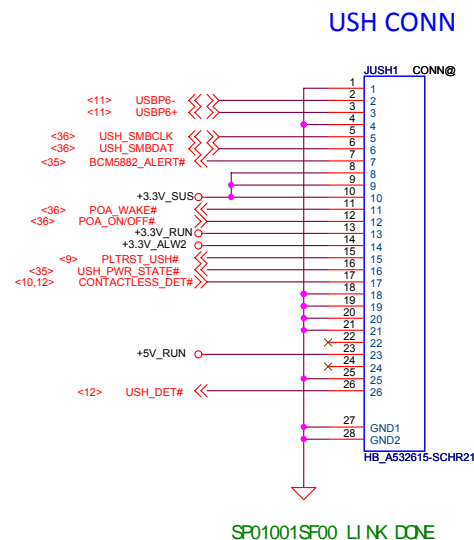 USH CONN
JUSH1 CONN@
1 1
<11> USBP6- 2 2
<11> USBP6+ 3 3
4 4
<36> USH_SMBCLK 5 5
<36> USH_SMBDAT 6 6
<35> BCM5882_ALERT# 7 7
8 8
9 9
+3.3V_SUS 10 10
<36> POA_WAKE# 11 11
<36> POA_ON/OFF# 12 12
+3.3V_RUN 13 13
+3.3V_ALW2 14 14
<9> PLTRST_USH# 15 15
<35> USH_PWR_STATE# 16 16
<10,12> CONTACTLESS_DET# 17 17
18 18
19 19
20 20
21 21
22 22
+5V_RUN 23 23
24 24
25 25
<12> USH_DET# 26 26
27 GND1
28 GND2
HB_A532615-SCHR21
SP01001SF00 LINK DONE